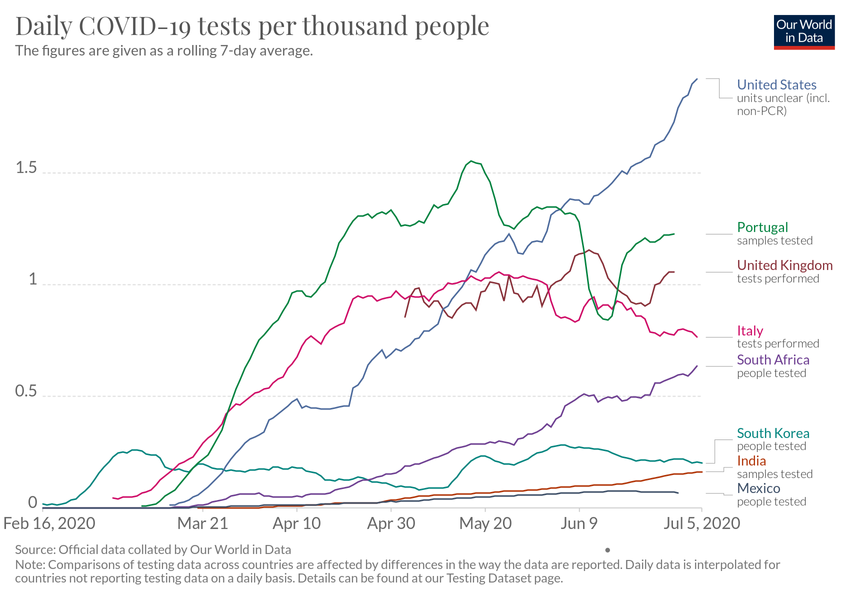 Daily COVID-19 tests per thousand people
The figures are given as a rolling 7-day average.
Our World
in Data
United States
units unclear (incl.
non-PCR)
1.5
Portugal
samples tested
United Kingdom
tests performed
1
Italy
tests performed
South Africa
people tested
0.5
South Korea
people tested
India
samples tested
Mexico
people tested
0
Feb 16, 2020 Mar 21 Apr 10 Apr 30 May 20 Jun 9 Jul 5, 2020
Source: Official data collated by Our World in Data
Note: Comparisons of testing data across countries are affected by differences in the way the data are reported. Daily data is interpolated for
countries not reporting testing data on a daily basis. Details can be found at our Testing Dataset page.